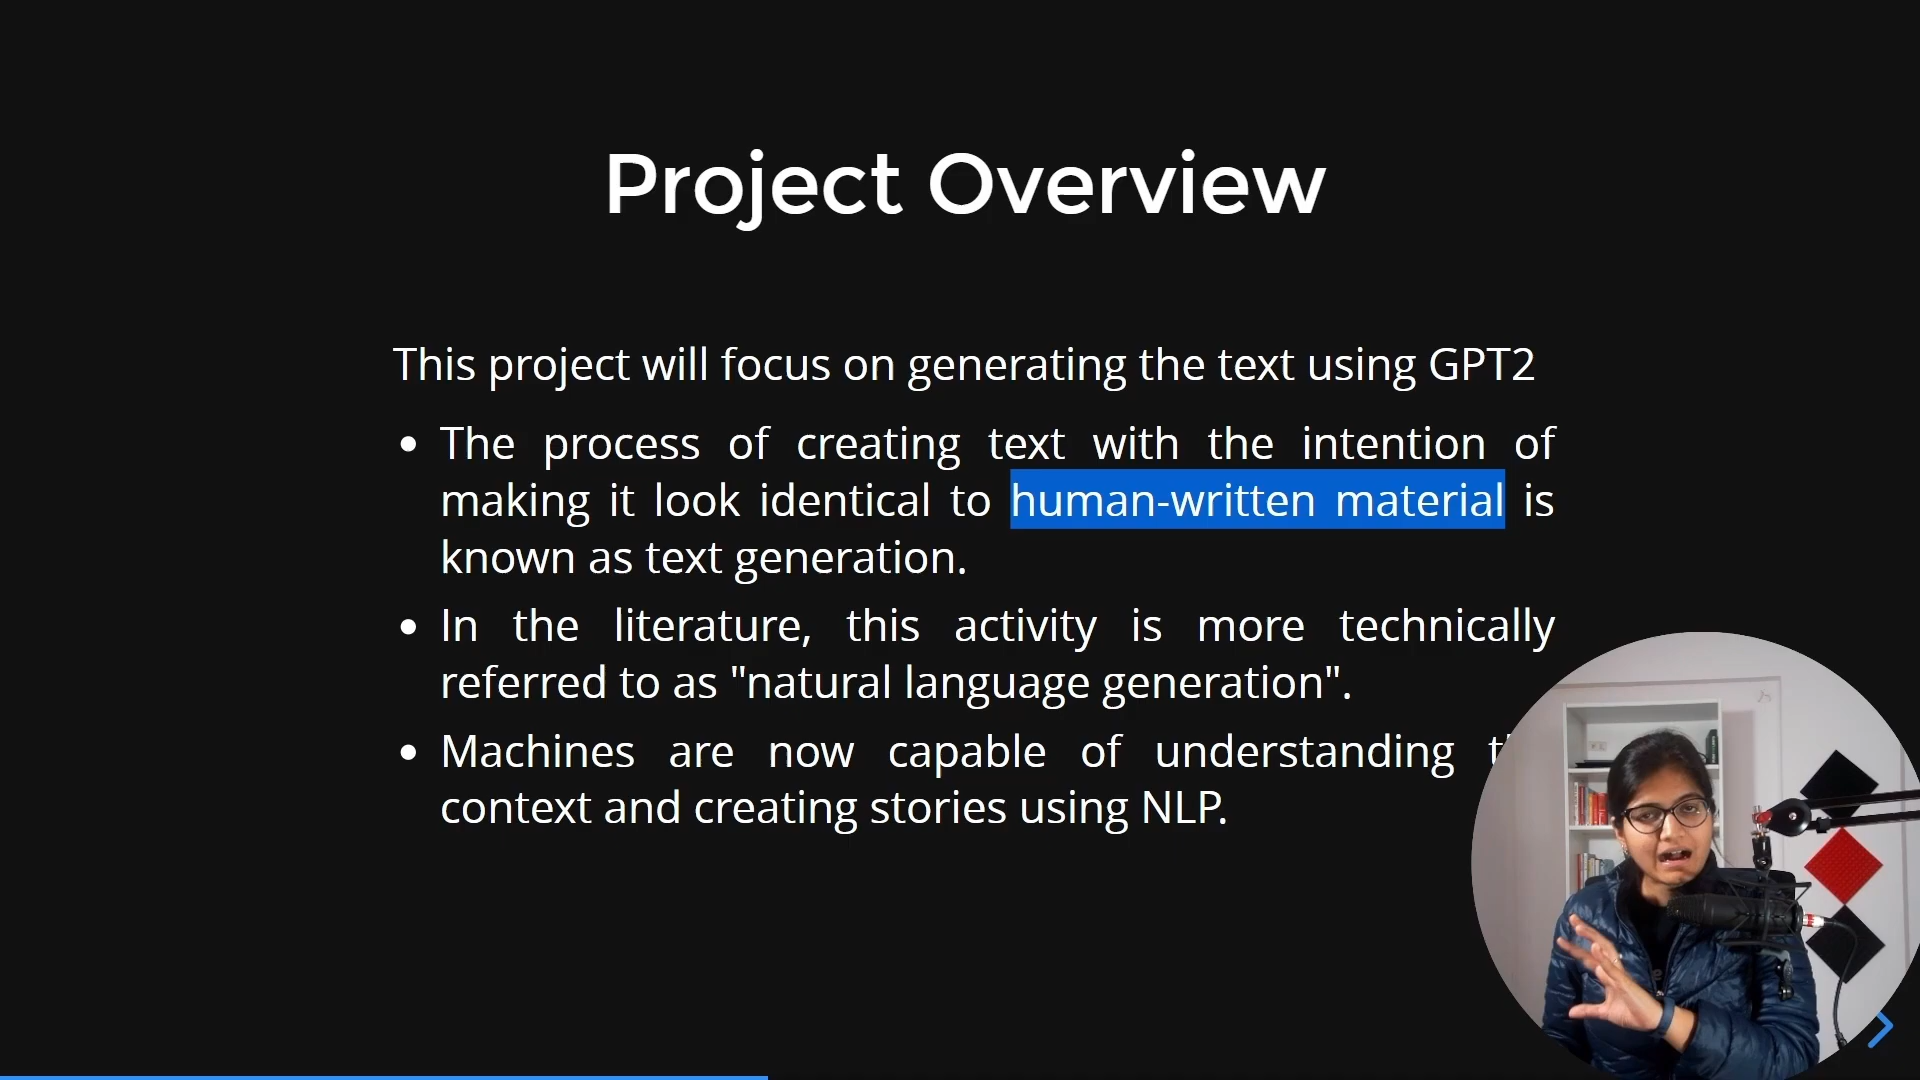 Project Overview
This project will focus on generating the text using GPT2
• The process of creating text with the intention of
making it look identical to human-written material is
known as text generation.
• In the literature, this activity is more technically
referred to as "natural language generation".
• Machines are now capable of understanding
context and creating stories using NLP.